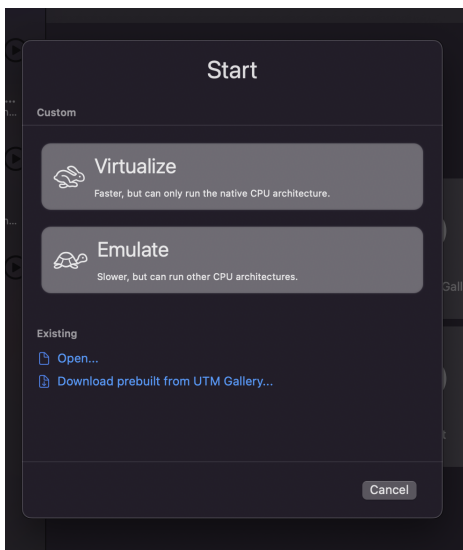 Start
Custom
Virtualize
Faster, but can only run the native CPU architecture.
Emulate
Slower, but can run other CPU architectures.
Existing
Open...
Download prebuilt from UTM Gallery...
Cancel
Gall